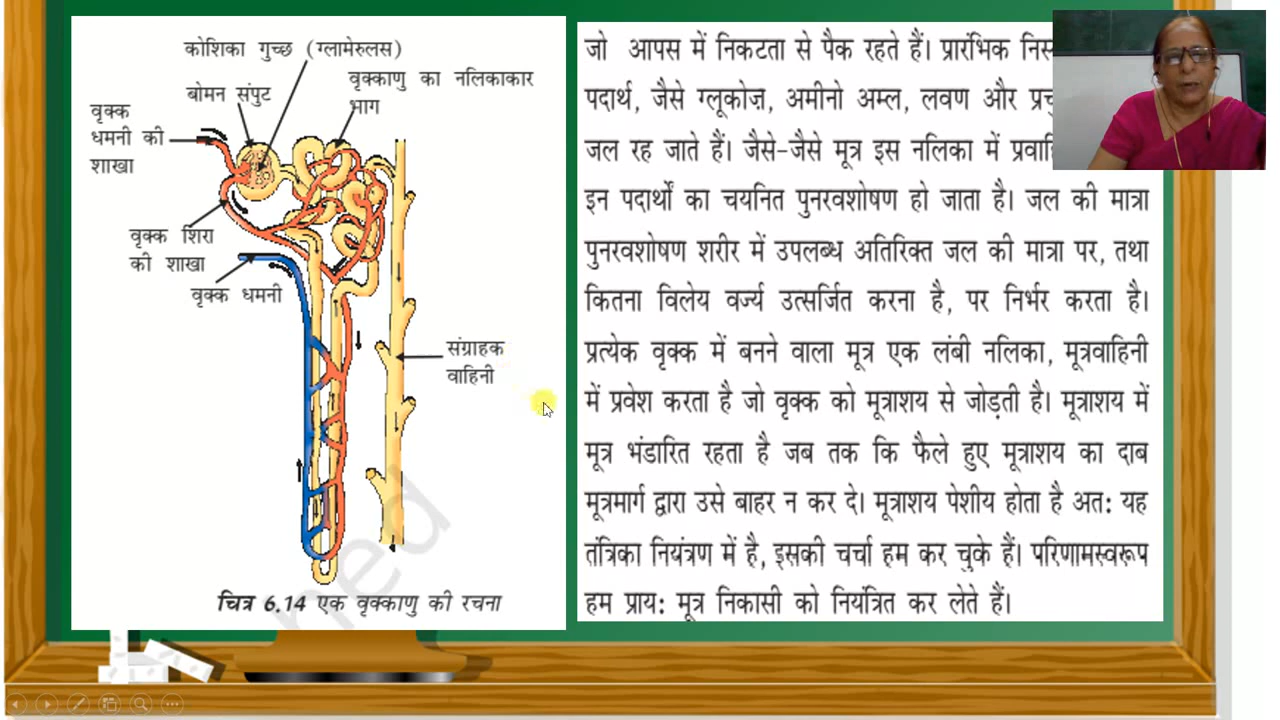 कोशिका गुच्छ (ग्लामेरुलस)
बोमन संपुट
वृक्काणु का नलिकाकार
भाग
वृक्क
धमनी की
शाखा
वृक्क शिरा
की शाखा
वृक्क धमनी
संग्राहक
वाहिनी
चित्र 6.14 एक वृक्काणु की रचना
जो आपस में निकटता से पैक रहते हैं। प्रारंभिक
पदार्थ, जैसे ग्लूकोज़, अमीनो अम्ल, लवण और
जल रह जाते हैं। जैसे-जैसे मूत्र इस नलिका में
इन पदार्थों का चयनित पुनरवशोषण हो जाता है। जल की मात्रा
पुनरवशोषण शरीर में उपलब्ध अतिरिक्त जल की मात्रा पर, तथा
कितना विलेय वर्ज्य उत्सर्जित करना है, पर निर्भर करता है।
प्रत्येक वृक्क में बनने वाला मूत्र एक लंबी नलिका, मूत्रवाहिनी
में प्रवेश करता है जो वृक्क को मूत्राशय से जोड़ती है। मूत्राशय में
मूत्र भंडारित रहता है जब तक कि फैले हुए मूत्राशय का दाब
मूत्रमार्ग द्वारा उसे बाहर न कर दे। मूत्राशय पेशीय होता है अतः यह
तंत्रिका नियंत्रण में है, इसकी चर्चा हम कर चुके हैं। परिणामस्वरूप
हम प्रायः मूत्र निकासी को नियंत्रित कर लेते हैं।